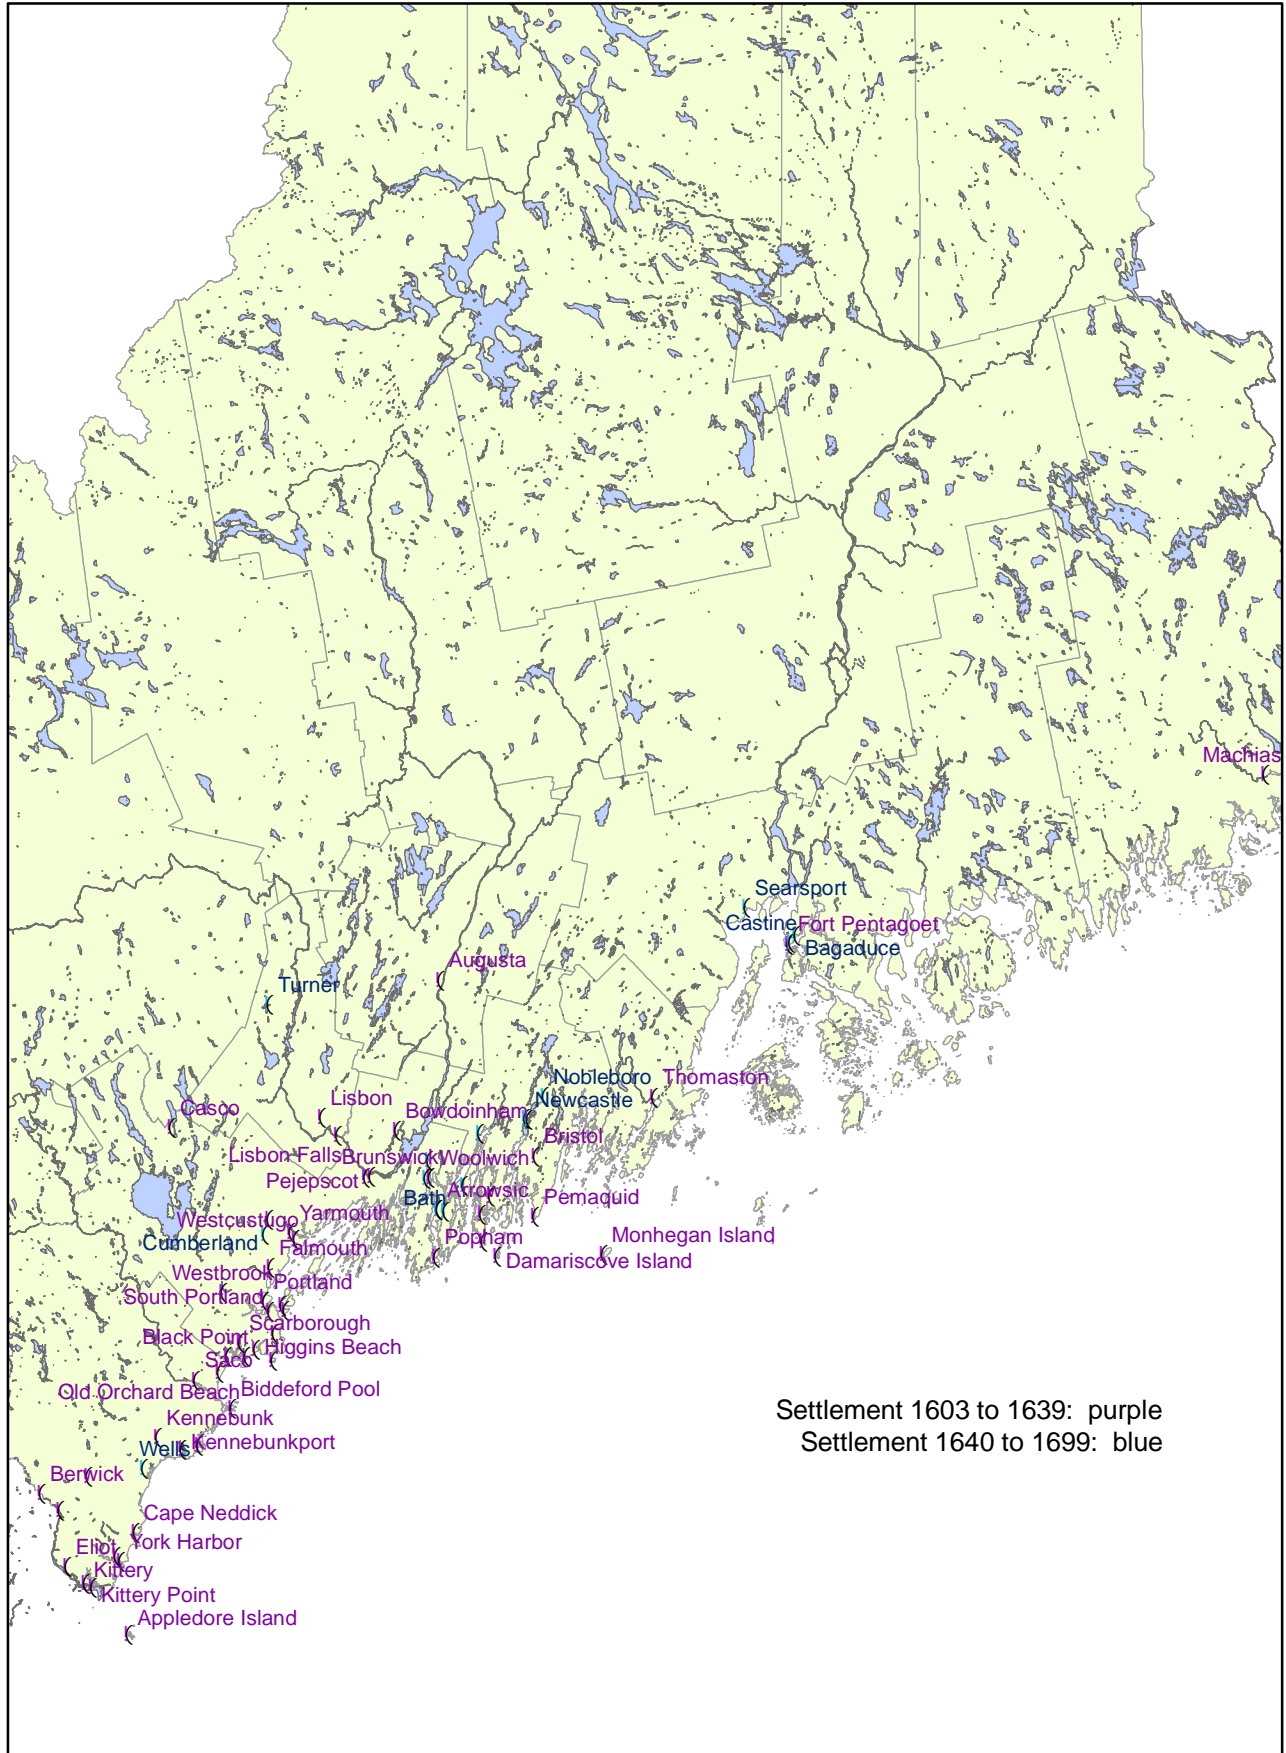 Machias
Searsport
Castine
Fort Pentagoet
Bagaduce
Augusta
Turner
Nobleboro
Thomaston
Newcastle
Lisbon
Casco
Bowdoinham
Bristol
Lisbon Falls
Brunswick
Woolwich
Pejepscot
Bath
Arrowsic
Pemaquid
Westcustugo
Yarmouth
Cumberland
Falmouth
Popham
Monhegan Island
Damariscove Island
Westbrook
Portland
South Portland
Scarborough
Black Point
Higgins Beach
Saco
Old Orchard Beach
Biddeford Pool
Kennebunk
Kennebunkport
Wells
Berwick
Cape Neddick
York Harbor
Eliot
Kittery
Kittery Point
Appledore Island
Settlement 1603 to 1639: purple
Settlement 1640 to 1699: blue